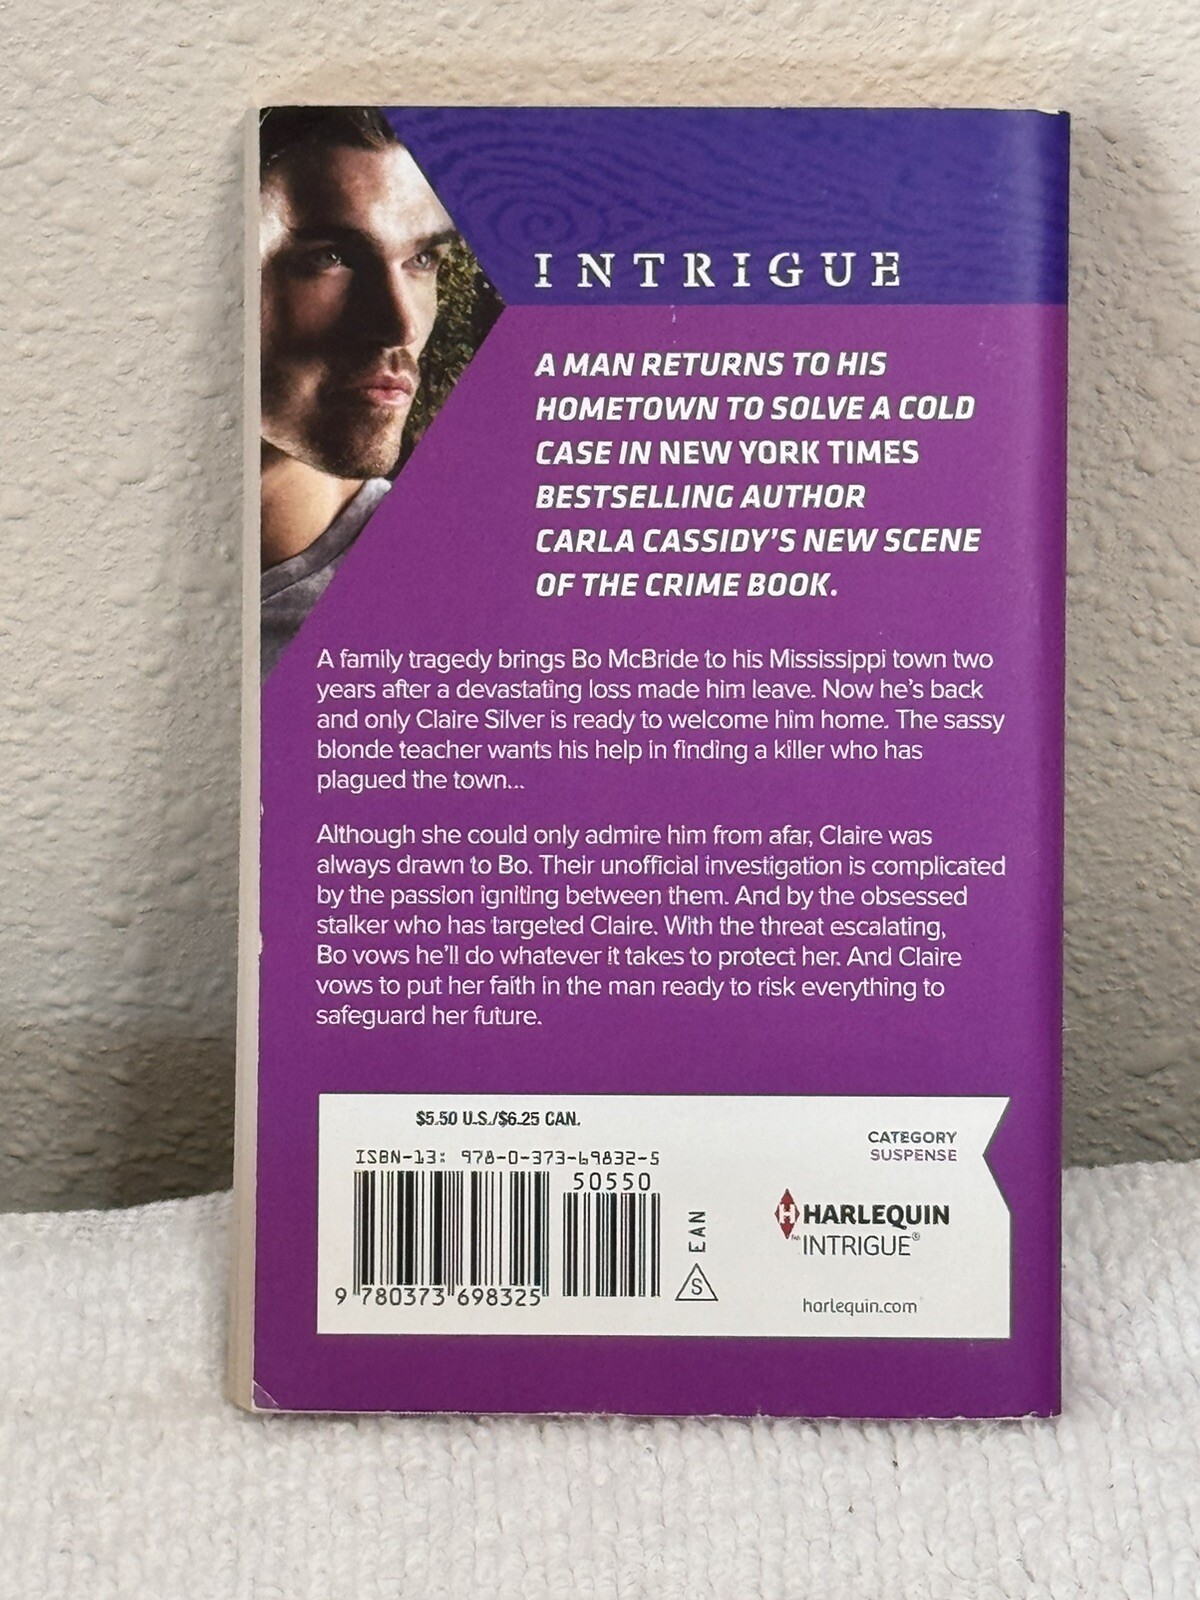 INTRIGUE
A MAN RETURNS TO HIS
HOMETOWN TO SOLVE A COLD
CASE IN NEW YORK TIMES
BESTSELLING AUTHOR
CARLA CASSIDY'S NEW SCENE
OF THE CRIME BOOK.
A family tragedy brings Bo McBride to his Mississippi town two
years after a devastating loss made him leave. Now he's back
and only Claire Silver is ready to welcome him home. The sassy
blonde teacher wants his help in finding a killer who has
plagued the town...
Although she could only admire him from afar, Claire was
always drawn to Bo. Their unofficial investigation is complicated
by the passion igniting between them. And by the obsessed
stalker who has targeted Claire. With the threat escalating,
Bo vows he'll do whatever it takes to protect her. And Claire
vows to put her faith in the man ready to risk everything to
safeguard her future.
$5.50 U.S./$6.25 CAN.
ISBN-13: 978-0-373-69832-5
50550
9 780373 698325
EAN
S
CATEGORY
SUSPENSE
H HARLEQUIN
INTRIGUE®
harlequin.com